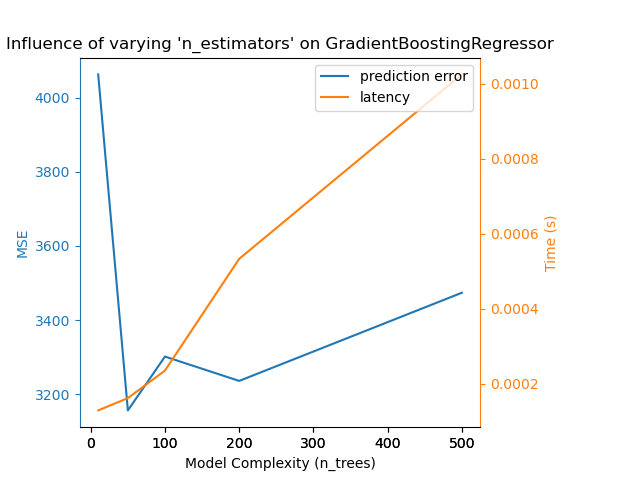 Influence of varying 'n_estimators' on GradientBoostingRegressor
prediction error
latency
4000
3800
3600
3400
3200
MSE
0.0010
0.0008
0.0006
0.0004
0.0002
Time (s)
0 100 200 300 400 500
Model Complexity (n_trees)